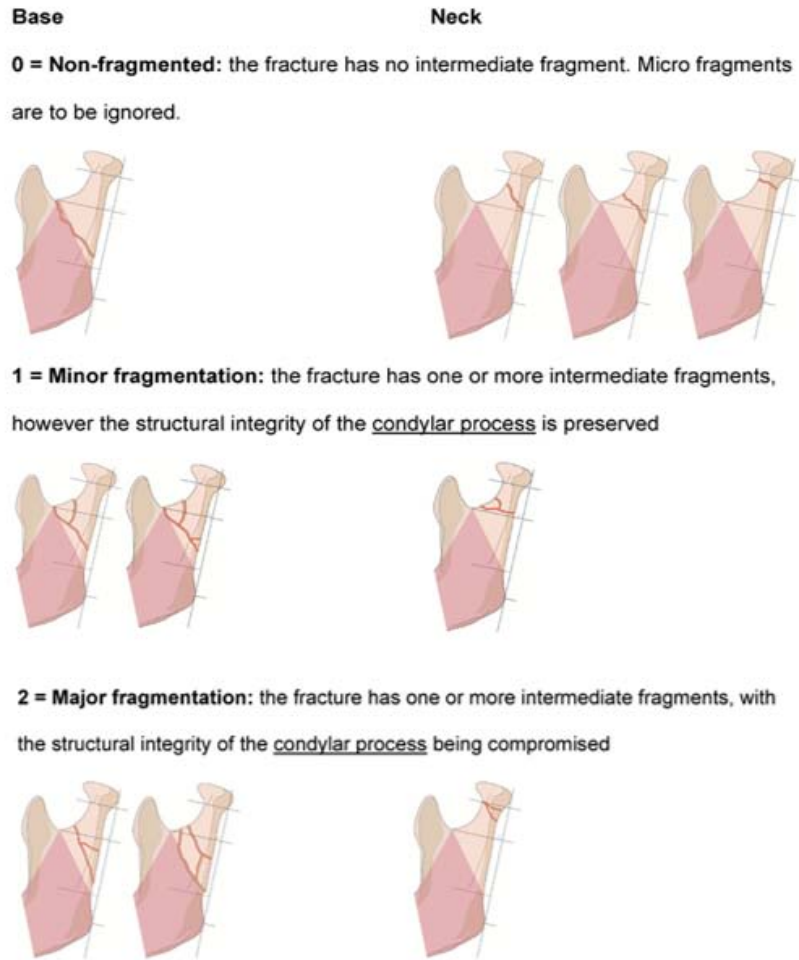 Base Neck
0 = Non-fragmented: the fracture has no intermediate fragment. Micro fragments
are to be ignored.
1 = Minor fragmentation: the fracture has one or more intermediate fragments,
however the structural integrity of the condylar process is preserved
2 = Major fragmentation: the fracture has one or more intermediate fragments, with
the structural integrity of the condylar process being compromised